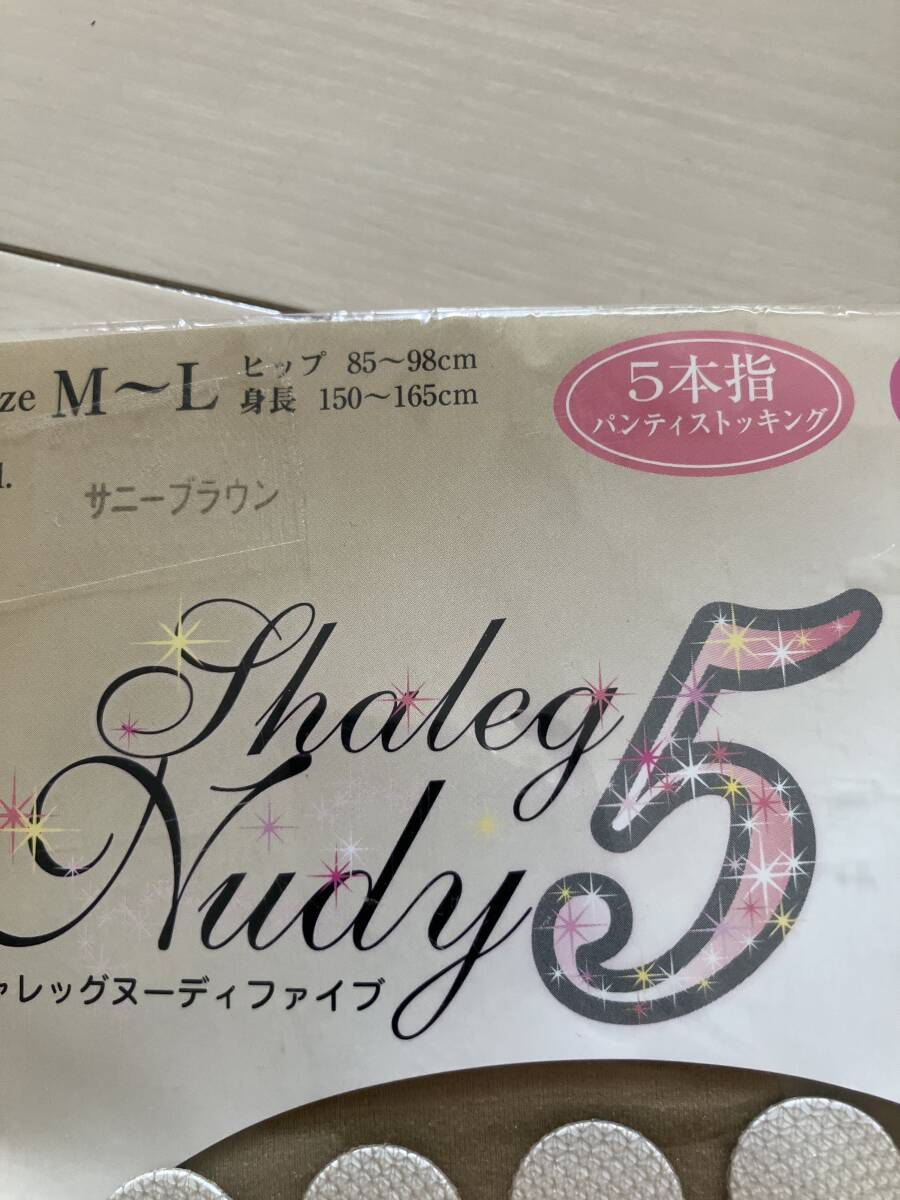 ze M～L ヒップ 85～98cm
身長 150～165cm
5本指
パンティストッキング
サニーブラウン
Shaleg
Nudy 5
ャレッグヌーディファイブ